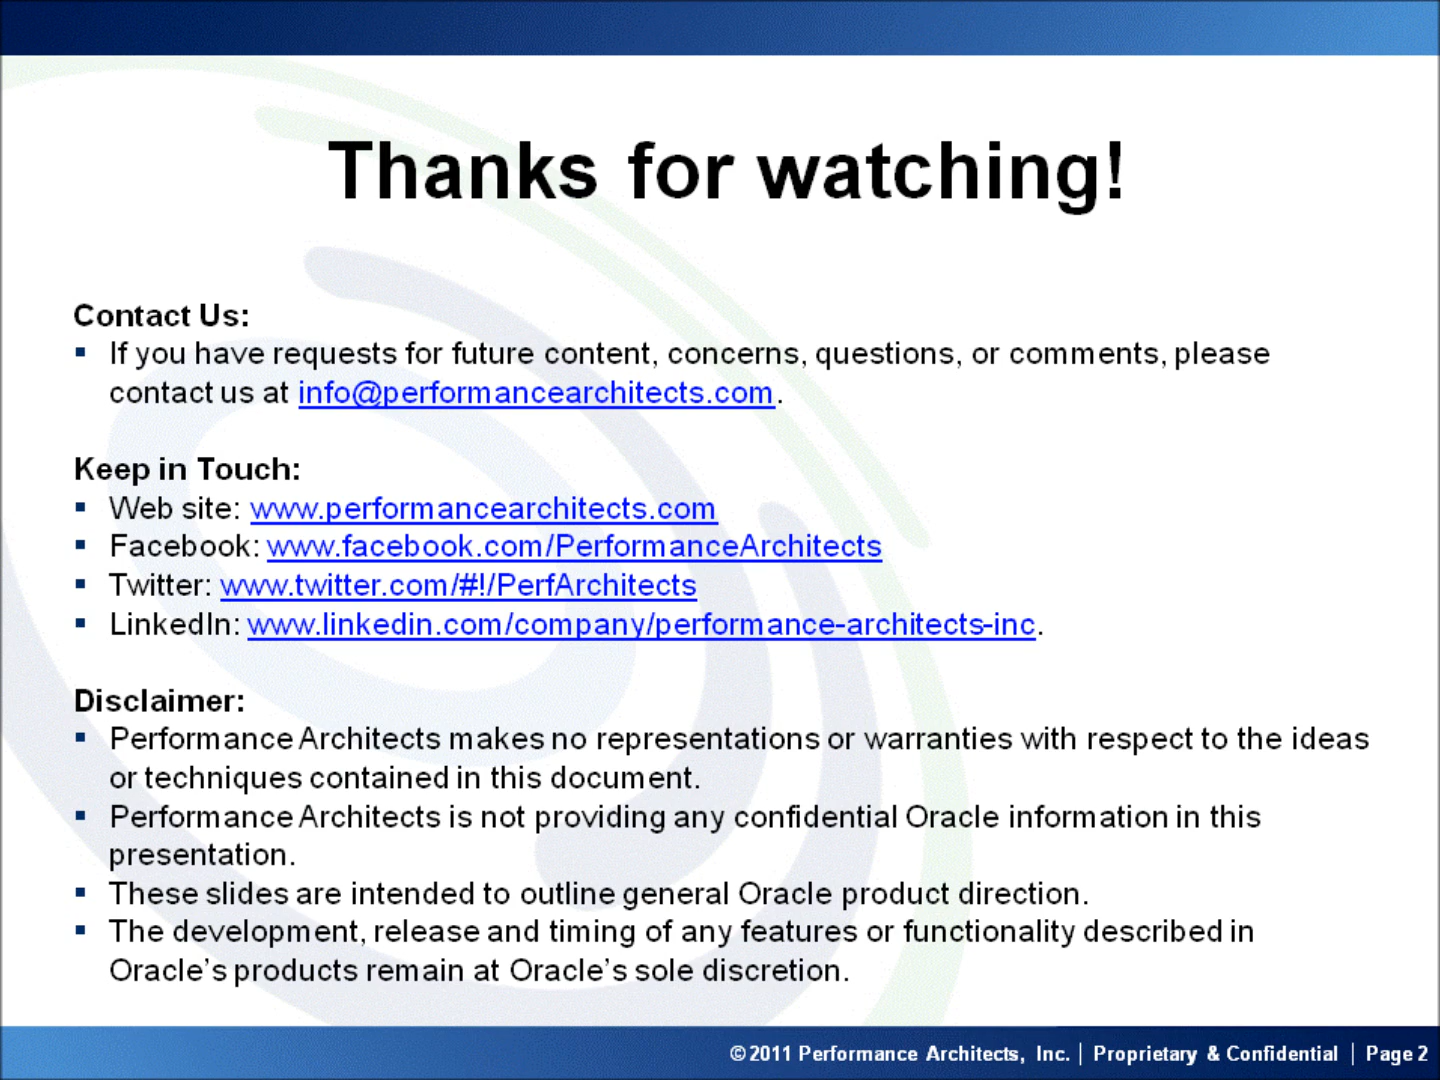 Thanks for watching!
Contact Us:
▪ If you have requests for future content, concerns, questions, or comments, please
contact us at info@performancearchitects.com.
Keep in Touch:
▪ Web site: www.performancearchitects.com
▪ Facebook: www.facebook.com/PerformanceArchitects
▪ Twitter: www.twitter.com/#!/PerfArchitects
▪ LinkedIn: www.linkedin.com/company/performance-architects-inc.
Disclaimer:
▪ Performance Architects makes no representations or warranties with respect to the ideas
or techniques contained in this document.
▪ Performance Architects is not providing any confidential Oracle information in this
presentation.
▪ These slides are intended to outline general Oracle product direction.
▪ The development, release and timing of any features or functionality described in
Oracle’s products remain at Oracle’s sole discretion.
© 2011 Performance Architects, Inc. | Proprietary & Confidential | Page 2